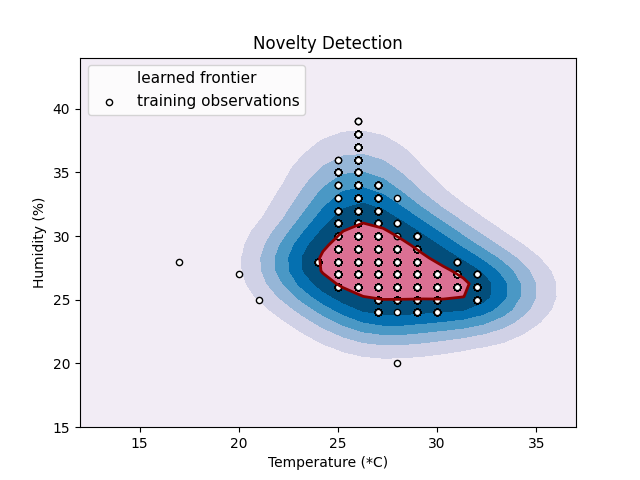 Novelty Detection
learned frontier
training observations
Humidity (%)
40
35
30
25
20
15
15 20 25 30 35
Temperature (*C)